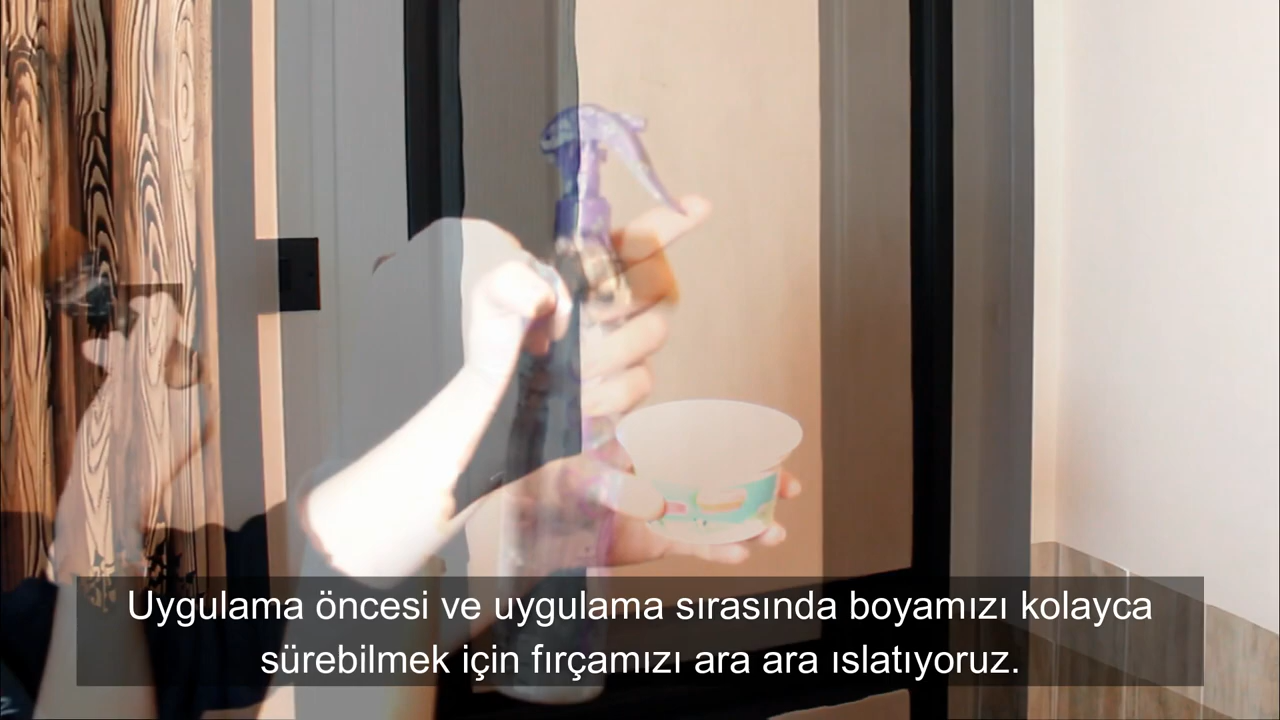 Uygulama öncesi ve uygulama sırasında boyamızı kolayca
sürebilmek için fırçamızı ara ara ıslatıyoruz.